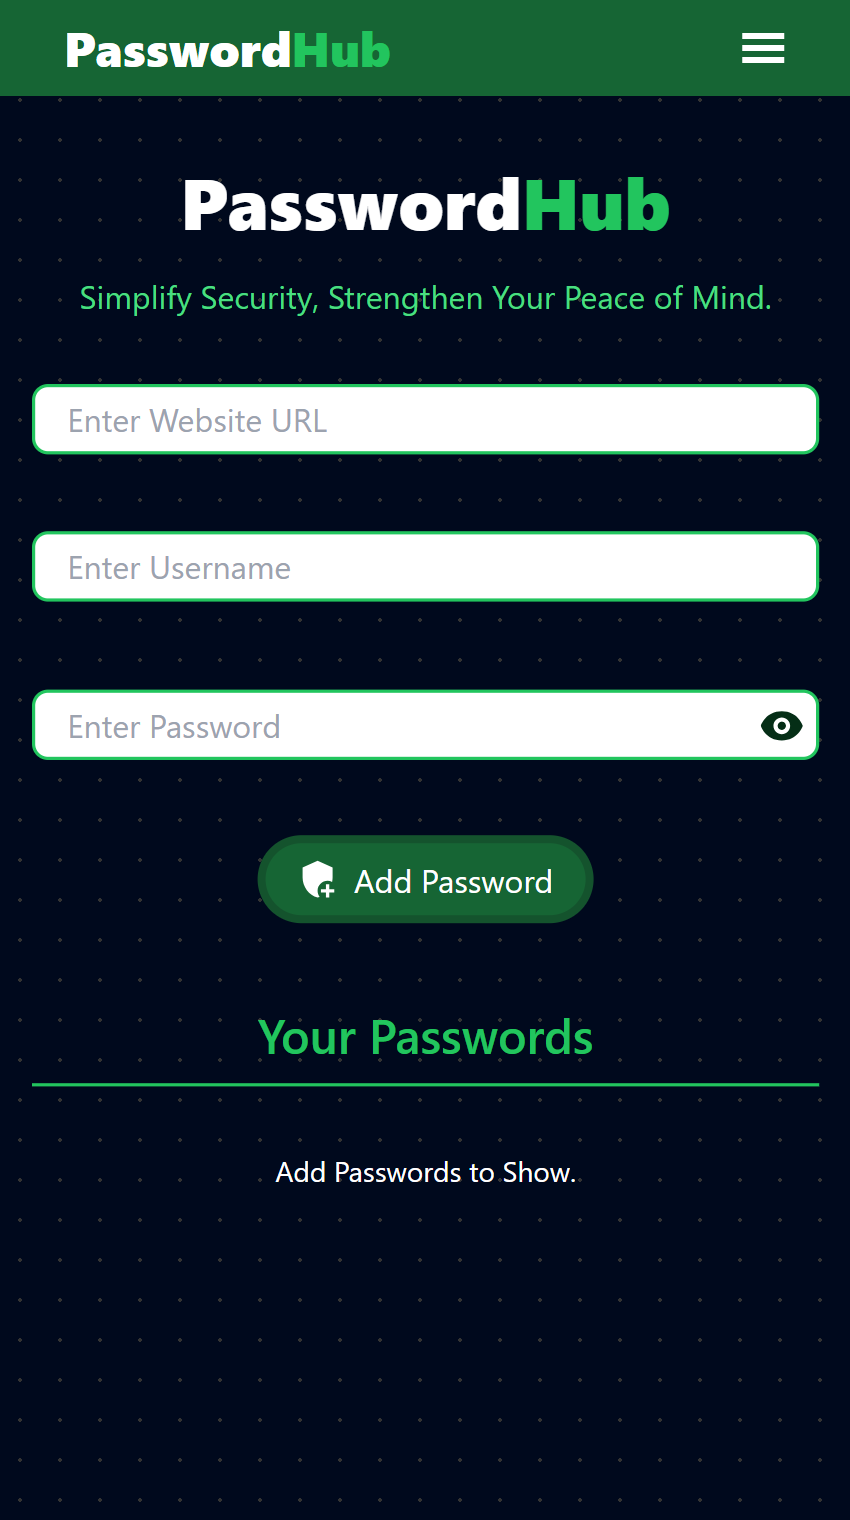 PasswordHub
PasswordHub
Simplify Security, Strengthen Your Peace of Mind.
Enter Website URL
Enter Username
Enter Password
Add Password
Your Passwords
Add Passwords to Show.